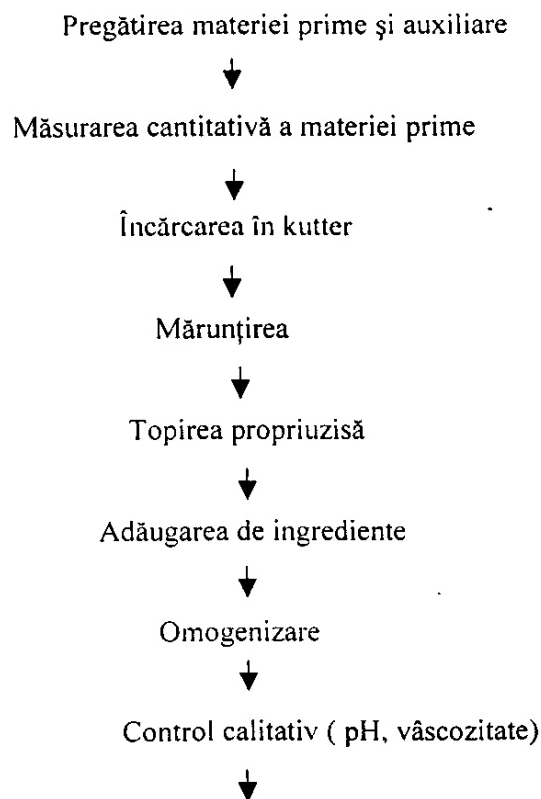 Pregătirea materiei prime şi auxiliare
Măsurarea cantitativă a materiei prime
Încărcarea în kutter
Mărunţirea
Topirea propriuzisă
Adăugarea de ingrediente
Omogenizare
Control calitativ ( pH, vâscozitate)